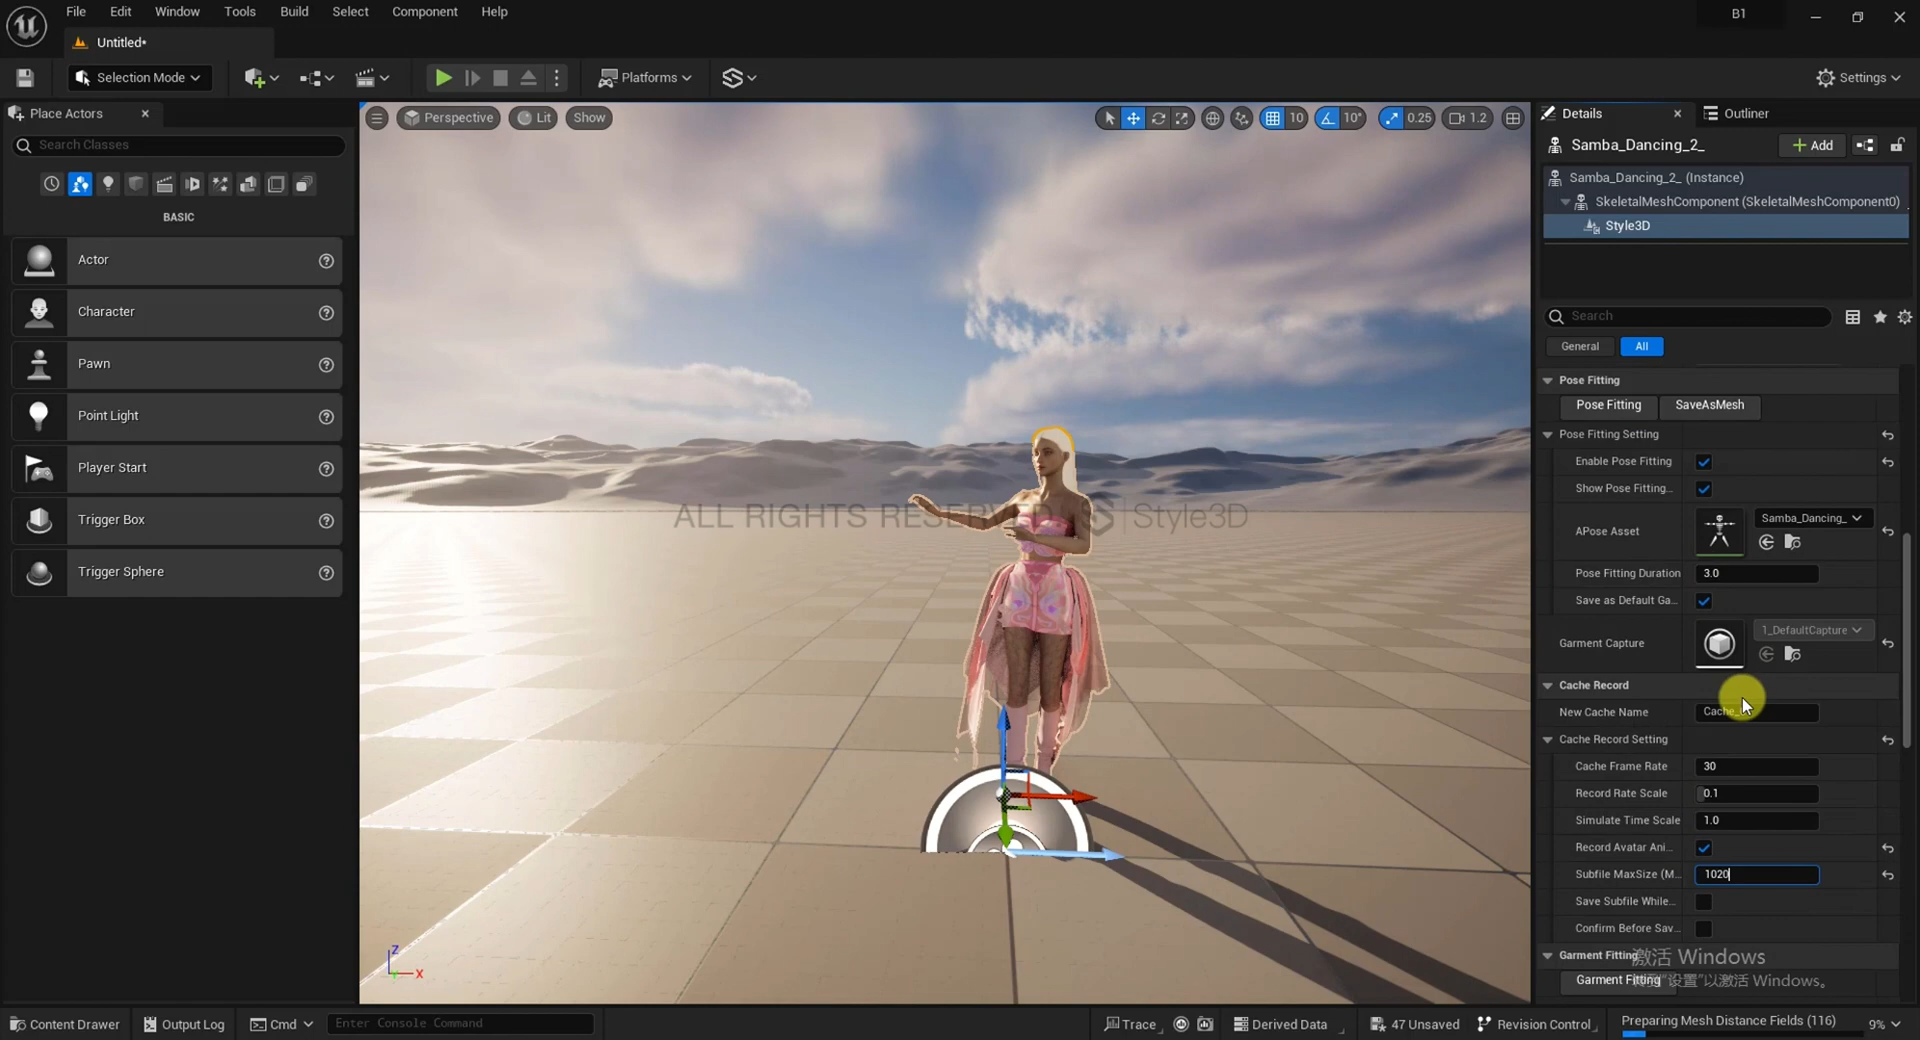 File Edit Window Tools Build Select Component Help
B1
Untitled•
Selection Mode
Platforms
Settings
Place Actors
Search Classes
BASIC
Actor
Character
Pawn
Point Light
Player Start
Trigger Box
Trigger Sphere
Perspective Lit Show
10 10° 0.25 1.2
ALL RIGHTS RESERVED Style3D
Details Outliner
Samba_Dancing_2_
+ Add
Samba_Dancing_2_ (Instance)
SkeletalMeshComponent (SkeletalMeshComponent0)
Style3D
Search
General All
Pose Fitting
Pose Fitting SaveAsMesh
Pose Fitting Setting
Enable Pose Fitting
Show Pose Fitting...
APose Asset Samba_Dancing_
Pose Fitting Duration 3.0
Save as Default Ga...
Garment Capture 1_DefaultCapture
Cache Record
New Cache Name
Cache Record Setting
Cache Frame Rate 30
Record Rate Scale 0.1
Simulate Time Scale 1.0
Record Avatar Ani...
Subfile MaxSize (M... 1020
Save Subfile While...
Confirm Before Sav...
Garment Fitting
激活 Windows
Garment Fitting
“设置”以激活 Windows。
Content Drawer Output Log Cmd Enter Console Command
Trace Derived Data 47 Unsaved Revision Control
Preparing Mesh Distance Fields (116) 9%